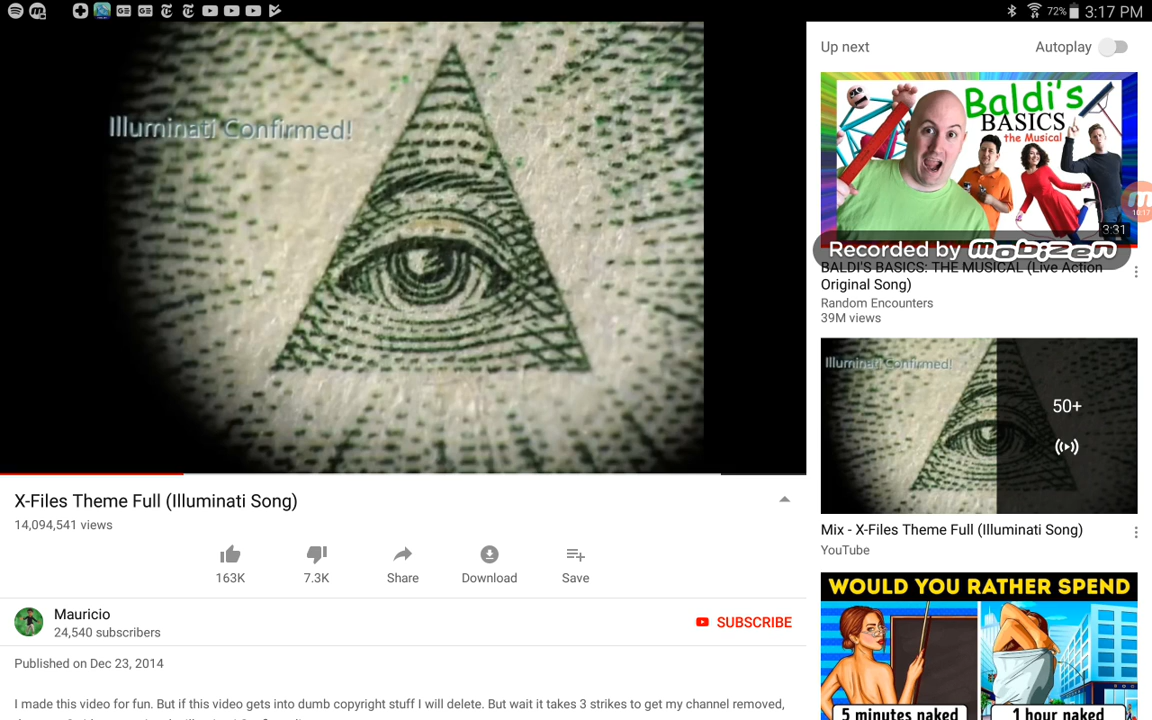 72% 3:17 PM
Illuminati Confirmed!
X-Files Theme Full (Illuminati Song)
14,094,541 views
163K
7.3K
Share
Download
Save
Mauricio
24,540 subscribers
SUBSCRIBE
Published on Dec 23, 2014
I made this video for fun. But if this video gets into dumb copyright stuff I will delete. But wait it takes 3 strikes to get my channel removed,
Up next
Autoplay
Baldi's
BASICS
the Musical
3:31
10:17
Recorded by mobizen
BALDI'S BASICS: THE MUSICAL (Live Action
Original Song)
Random Encounters
39M views
Illuminati Confirmed!
50+
Mix - X-Files Theme Full (Illuminati Song)
YouTube
WOULD YOU RATHER SPEND
5 minutes naked
1 hour naked